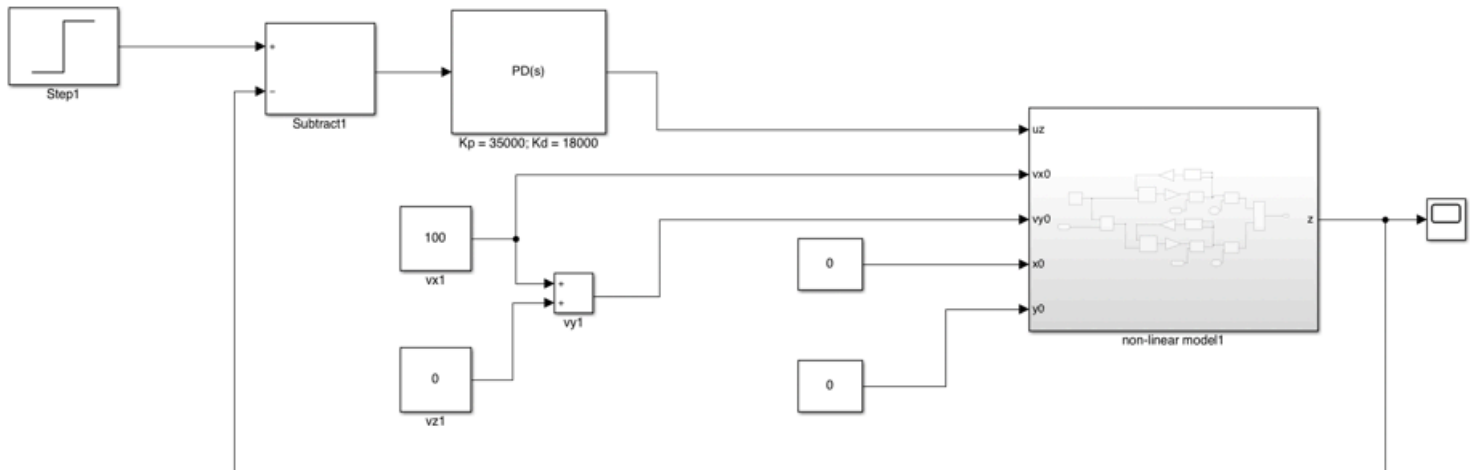 Step1
+
−
Subtract1
PD(s)
Kp = 35000; Kd = 18000
100
vx1
+
+
vy1
0
vz1
0
0
uz
vx0
vy0
x0
y0
z
non-linear model1